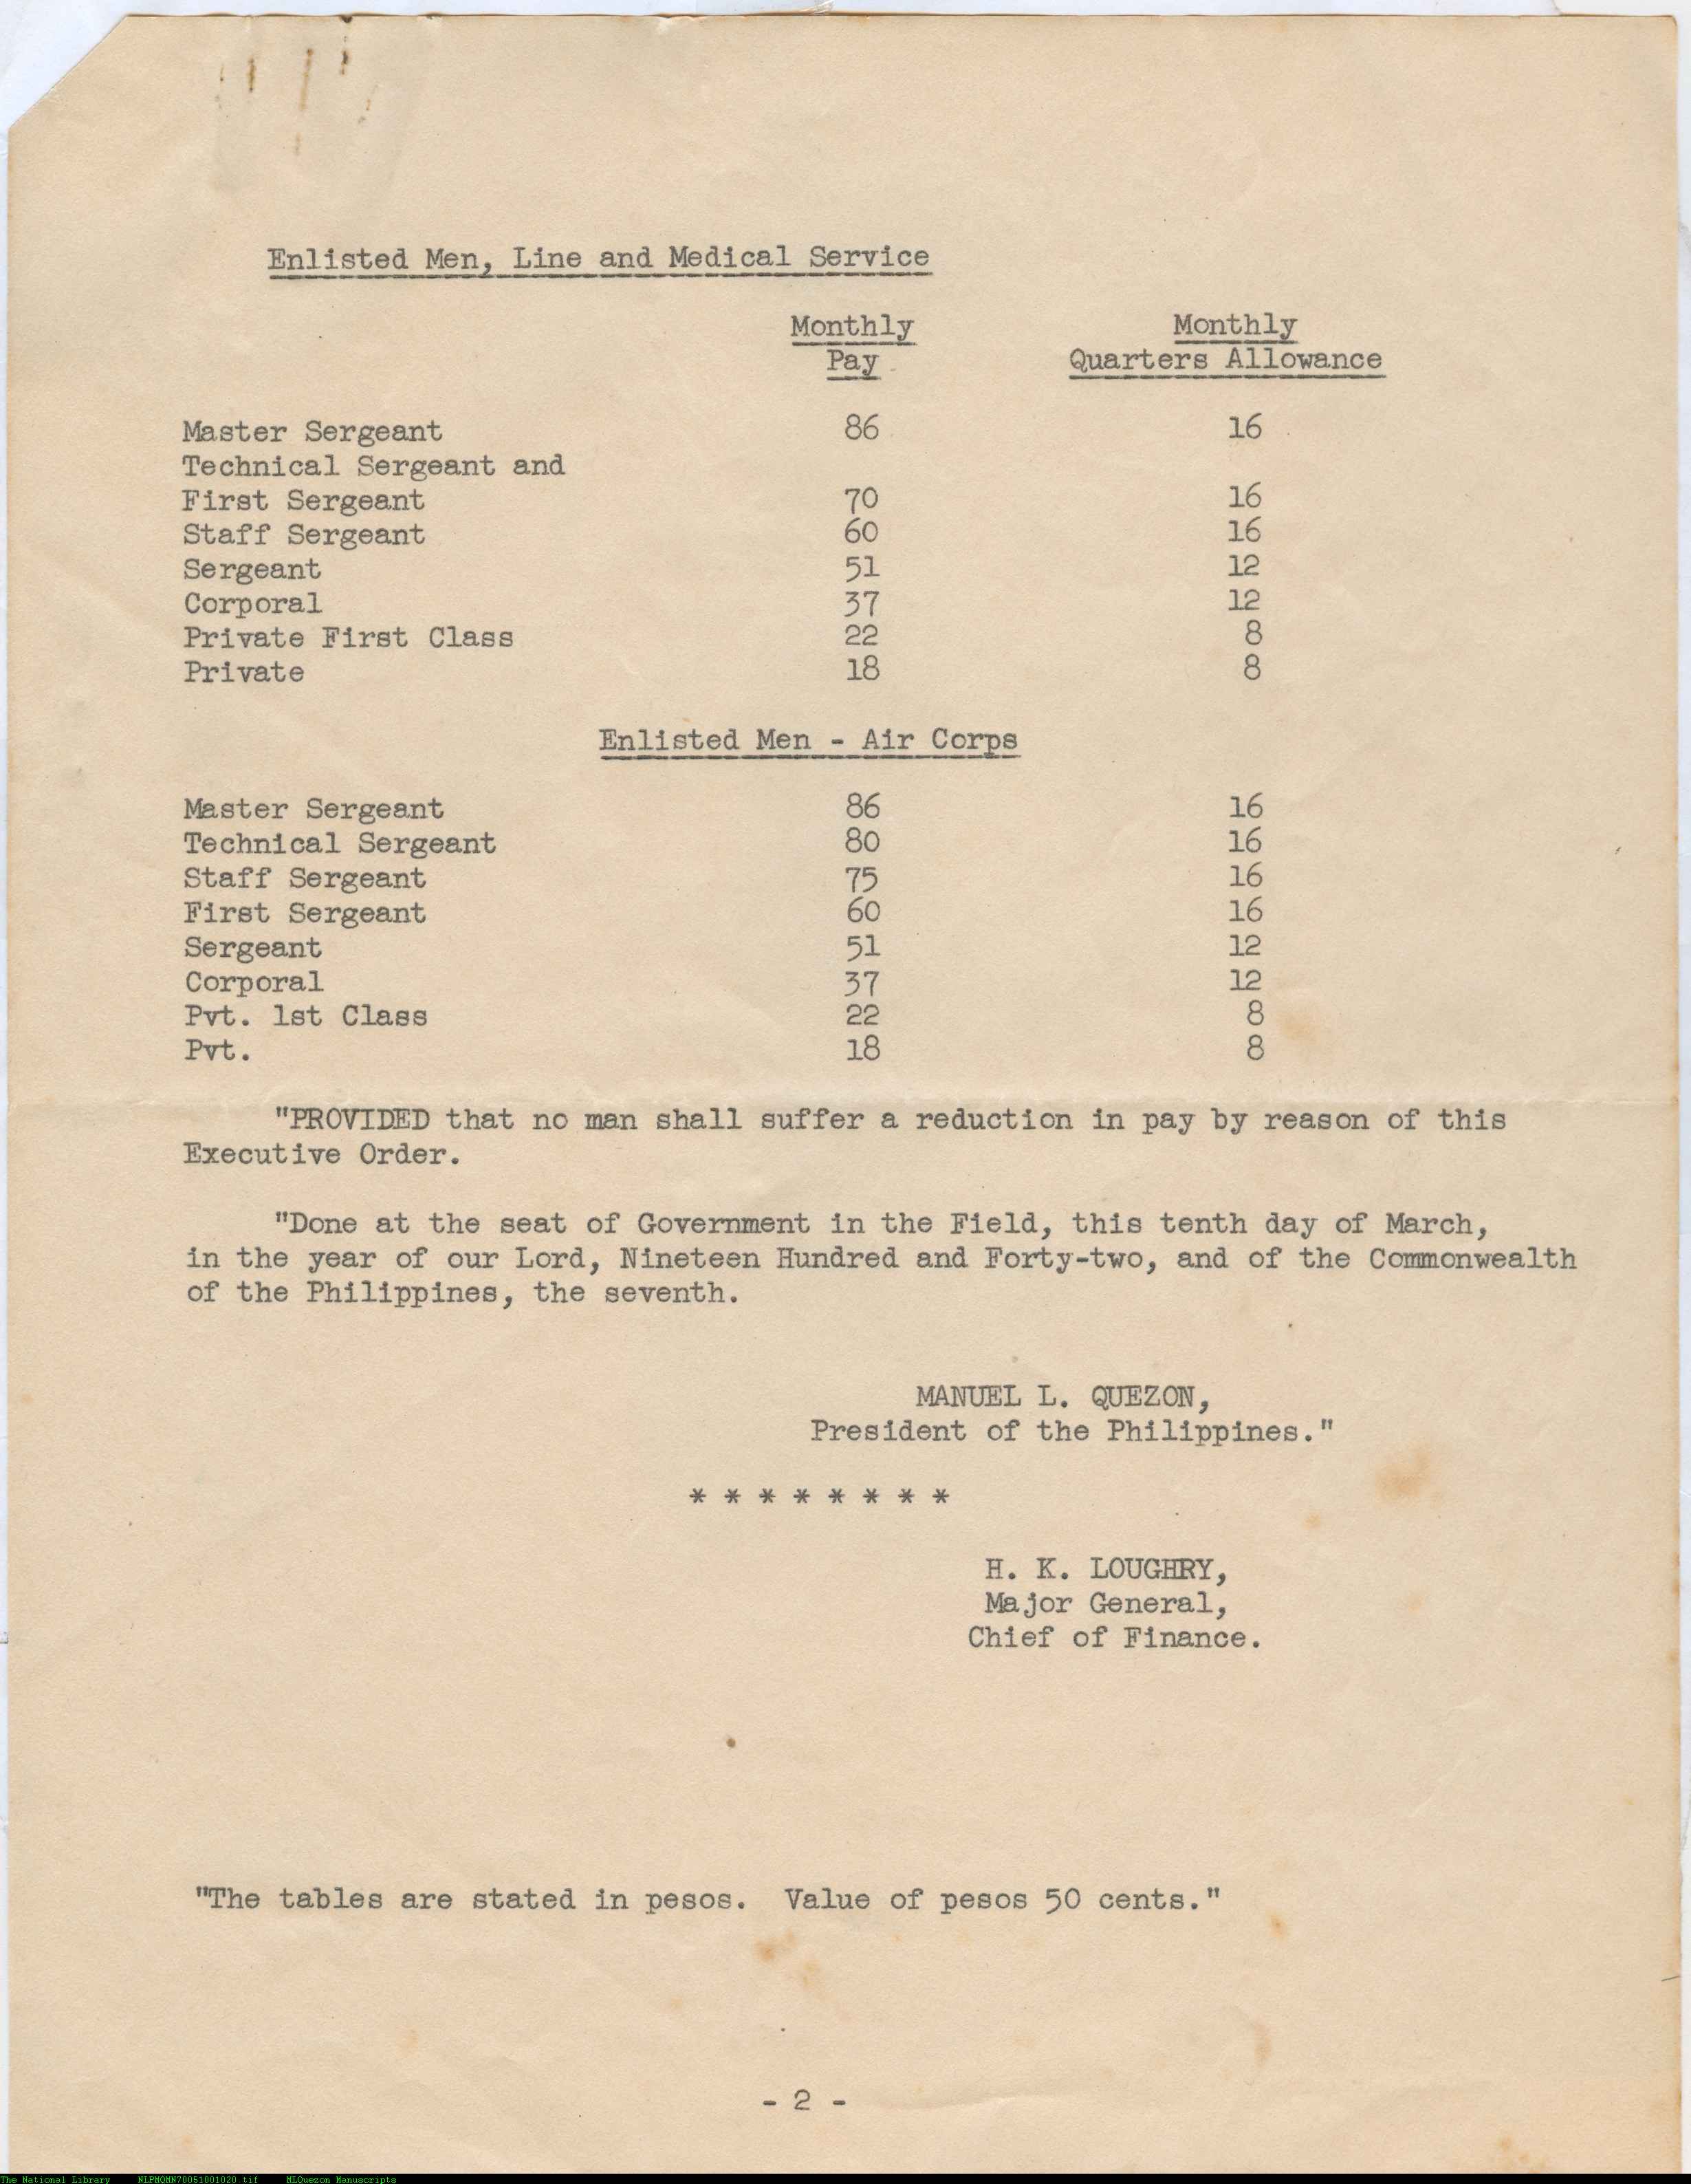 Enlisted Men, Line and Medical Service
Monthly Monthly
Pay Quarters Allowance
Master Sergeant 86 16
Technical Sergeant and
First Sergeant 70 16
Staff Sergeant 60 16
Sergeant 51 12
Corporal 37 12
Private First Class 22 8
Private 18 8
Enlisted Men - Air Corps
Master Sergeant 86 16
Technical Sergeant 80 16
Staff Sergeant 75 16
First Sergeant 60 16
Sergeant 51 12
Corporal 37 12
Pvt. 1st Class 22 8
Pvt. 18 8
"PROVIDED that no man shall suffer a reduction in pay by reason of this
Executive Order.
"Done at the seat of Government in the Field, this tenth day of March,
in the year of our Lord, Nineteen Hundred and Forty-two, and of the Commonwealth
of the Philippines, the seventh.
MANUEL L. QUEZON,
President of the Philippines."
* * * * * * * *
H. K. LOUGHRY,
Major General,
Chief of Finance.
"The tables are stated in pesos. Value of pesos 50 cents."
- 2 -
The National Library NLPMQMN70051001020.tif MLQuezon Manuscripts